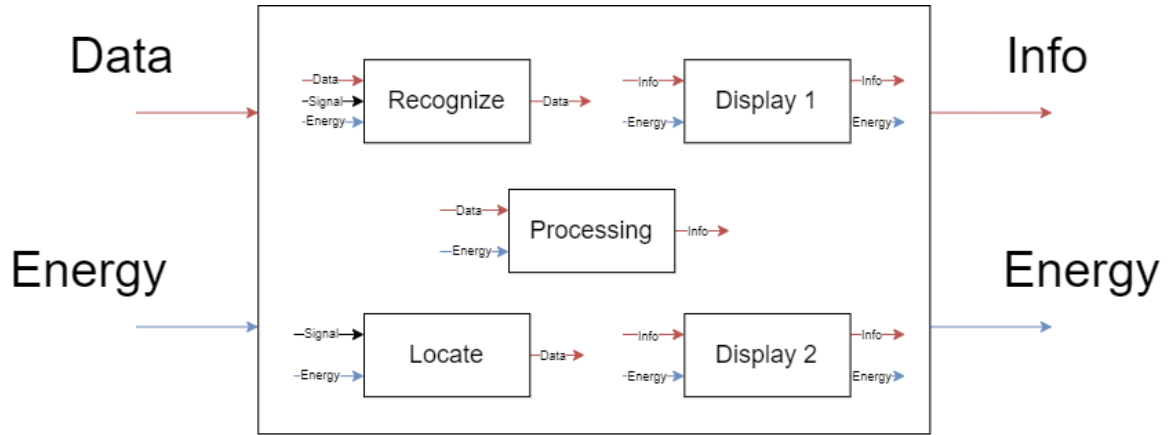 Data
Energy
Info
Energy
Data
Signal
Energy
Recognize
Data
Info
Energy
Display 1
Info
Energy
Data
Energy
Processing
Info
Signal
Energy
Locate
Data
Info
Energy
Display 2
Info
Energy